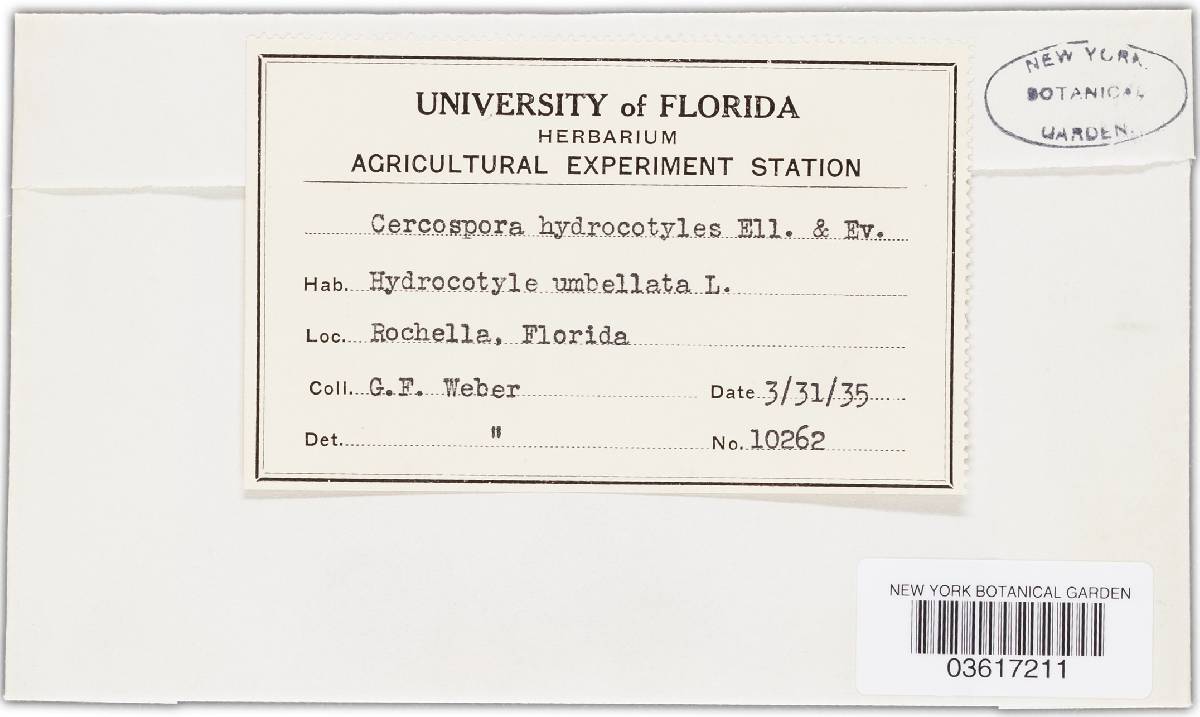 NEW YORK
BOTANICAL
GARDEN.
UNIVERSITY of FLORIDA
HERBARIUM
AGRICULTURAL EXPERIMENT STATION
Cercospora hydrocotyles Ell. & Ev.
Hab. Hydrocotyle umbellata L.
Loc. Rochella, Florida
Coll. G.F. Weber Date 3/31/35
Det. " No. 10262
NEW YORK BOTANICAL GARDEN
03617211